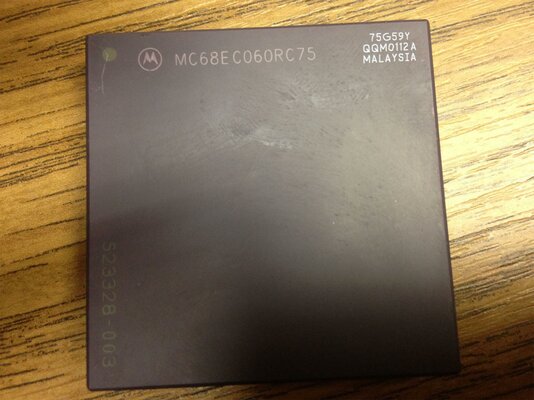 MC68EC060RC75
75G59Y
QQM0112A
MALAYSIA
523328-003